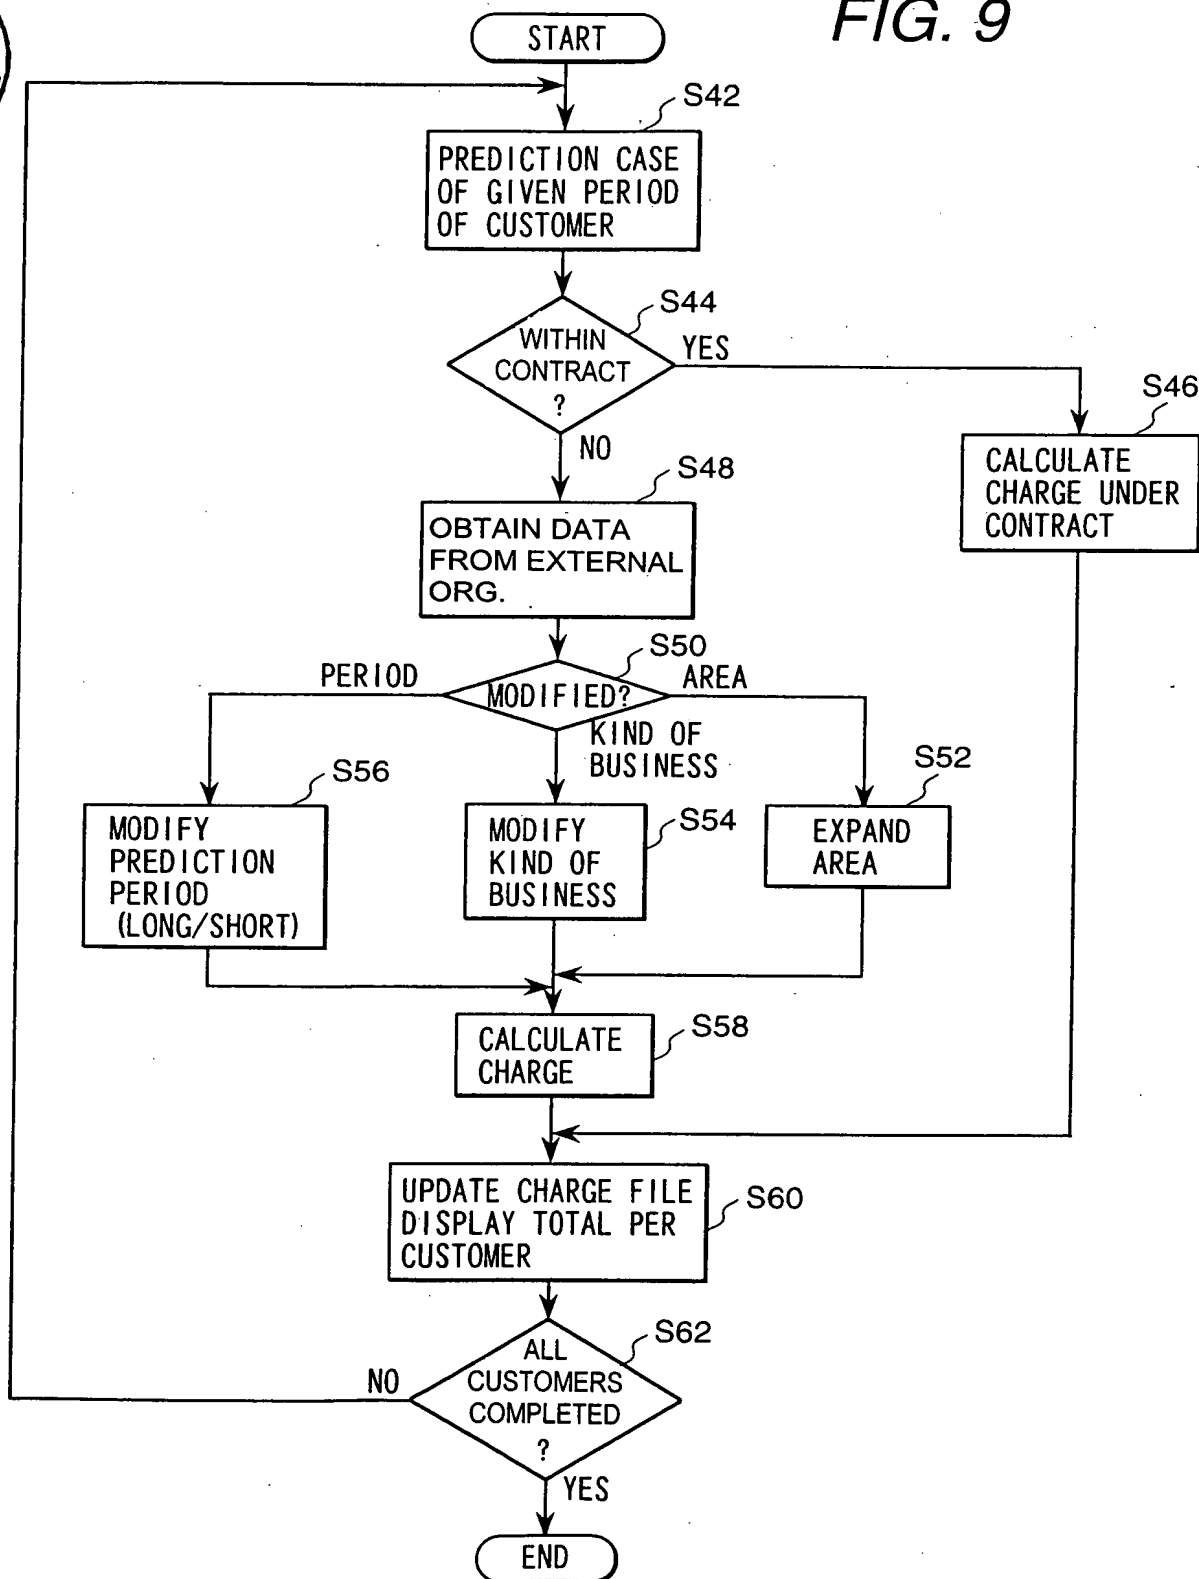 FIG. 9
START
S42
PREDICTION CASE
OF GIVEN PERIOD
OF CUSTOMER
S44
WITHIN
CONTRACT
?
YES
NO
S46
CALCULATE
CHARGE UNDER
CONTRACT
S48
OBTAIN DATA
FROM EXTERNAL
ORG.
S50
MODIFIED?
PERIOD
AREA
KIND OF
BUSINESS
S56
MODIFY
PREDICTION
PERIOD
(LONG/SHORT)
S54
MODIFY
KIND OF
BUSINESS
S52
EXPAND
AREA
S58
CALCULATE
CHARGE
S60
UPDATE CHARGE FILE
DISPLAY TOTAL PER
CUSTOMER
S62
ALL
CUSTOMERS
COMPLETED
?
NO
YES
END